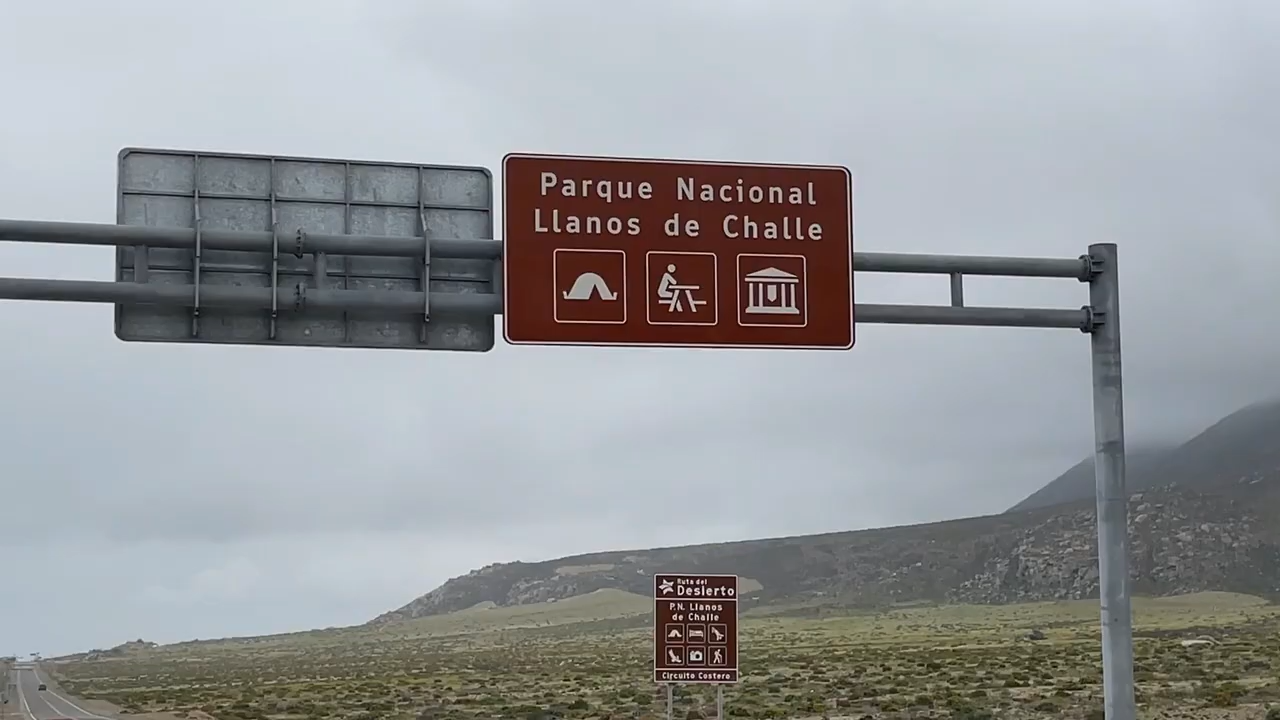 Parque Nacional
Llanos de Challe
Ruta del
Desierto
P.N. Llanos
de Challe
Circuito Costero